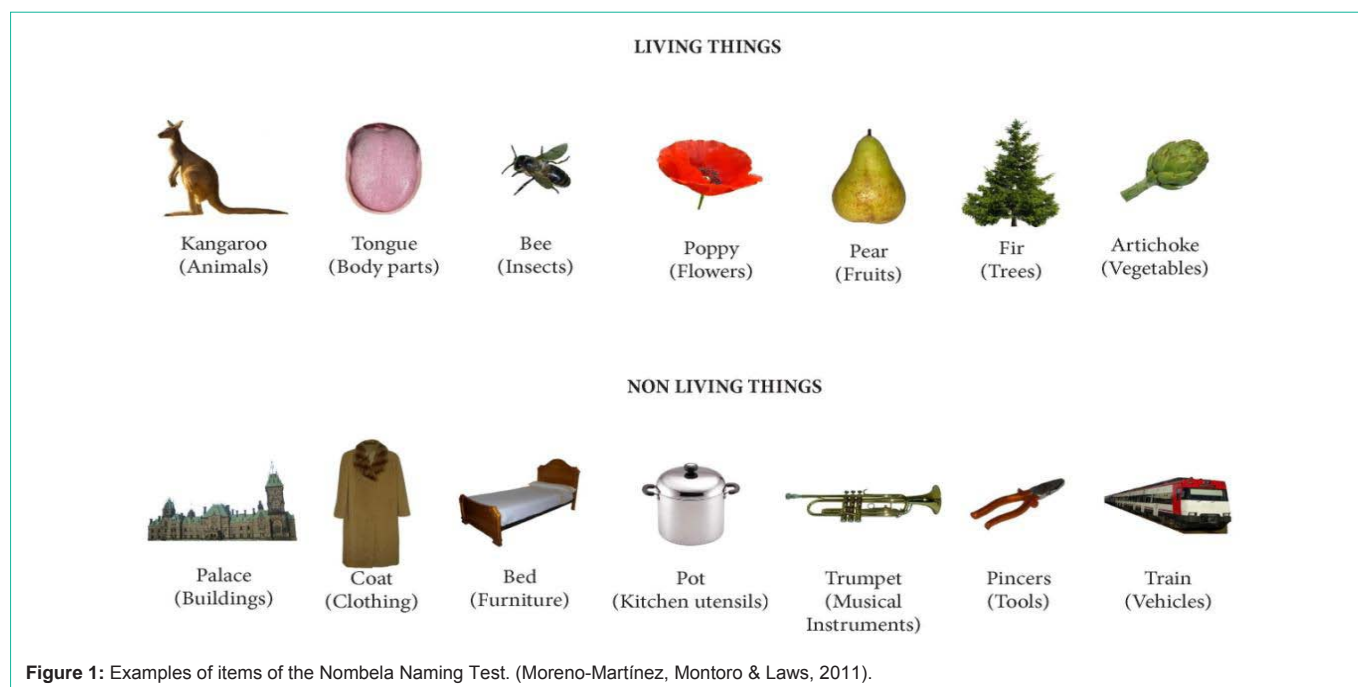 LIVING THINGS
Kangaroo
(Animals)
Tongue
(Body parts)
Bee
(Insects)
Poppy
(Flowers)
Pear
(Fruits)
Fir
(Trees)
Artichoke
(Vegetables)
NON LIVING THINGS
Palace
(Buildings)
Coat
(Clothing)
Bed
(Furniture)
Pot
(Kitchen utensils)
Trumpet
(Musical
Instruments)
Pincers
(Tools)
Train
(Vehicles)
Figure 1: Examples of items of the Nombela Naming Test. (Moreno-Martínez, Montoro & Laws, 2011).